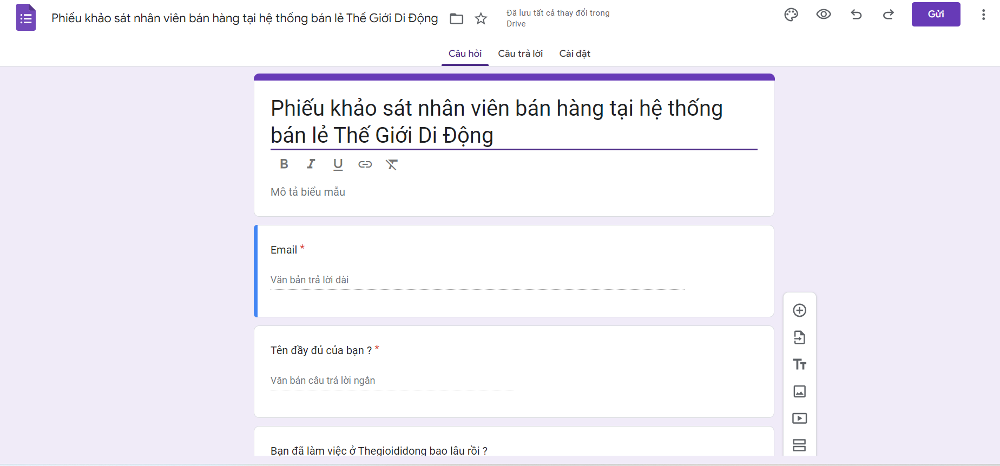 Phiếu khảo sát nhân viên bán hàng tại hệ thống bán lẻ Thế Giới Di Động
Đã lưu tất cả thay đổi trong
Drive
Gửi
Câu hỏi
Câu trả lời
Cài đặt
Phiếu khảo sát nhân viên bán hàng tại hệ thống
bán lẻ Thế Giới Di Động
B I U
Mô tả biểu mẫu
Email *
Văn bản trả lời dài
Tên đầy đủ của bạn ? *
Văn bản câu trả lời ngắn
Bạn đã làm việc ở Thegioididong bao lâu rồi ?